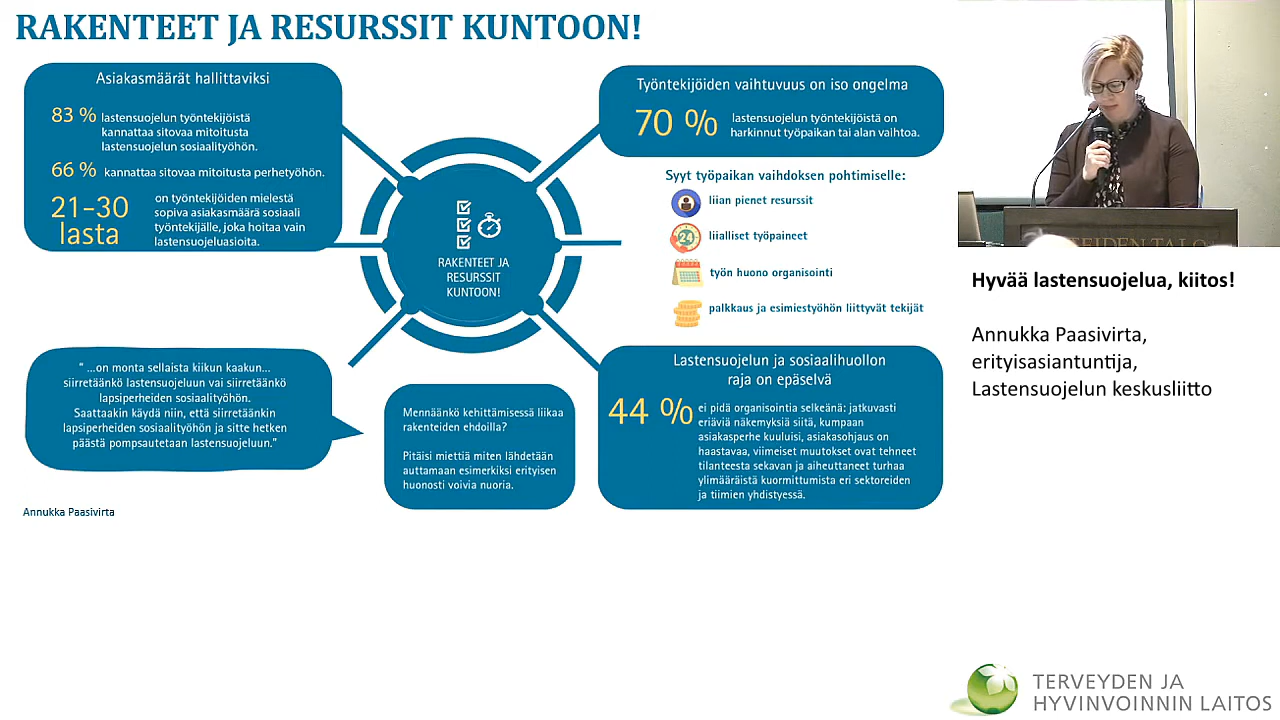 RAKENTEET JA RESURSSIT KUNTOON!
Asiakasmäärät hallittaviksi
83 % lastensuojelun työntekijöistä
kannattaa sitovaa mitoitusta
lastensuojelun sosiaalityöhön.
66 % kannattaa sitovaa mitoitusta perhetyöhön.
21-30
lasta
on työntekijöiden mielestä
sopiva asiakasmäärä sosiaali
työntekijälle, joka hoitaa vain
lastensuojeluasioita.
Työntekijöiden vaihtuvuus on iso ongelma
70 % lastensuojelun työntekijöistä on
harkinnut työpaikan tai alan vaihtoa.
Syyt työpaikan vaihdoksen pohtimiselle:
liian pienet resurssit
24
liialliset työpaineet
työn huono organisointi
palkkaus ja esimiestyöhön liittyvät tekijät
RAKENTEET JA
RESURSSIT
KUNTOON!
" ...on monta sellaista kiikun kaakun...
siirretäänkö lastensuojeluun vai siirretäänkö
lapsiperheiden sosiaalityöhön.
Saattaakin käydä niin, että siirretäänkin
lapsiperheiden sosiaalityöhön ja sitte hetken
päästä pompsautetaan lastensuojeluun."
Mennäänkö kehittämisessä liikaa
rakenteiden ehdoilla?
Pitäisi miettiä miten lähdetään
auttamaan esimerkiksi erityisen
huonosti voivia nuoria.
Lastensuojelun ja sosiaalihuollon
raja on epäselvä
44 % ei pidä organisointia selkeänä: jatkuvasti
eriäviä näkemyksiä siitä, kumpaan
asiakasperhe kuuluisi, asiakasohjaus on
haastavaa, viimeiset muutokset ovat tehneet
tilanteesta sekavan ja aiheuttaneet turhaa
ylimääräistä kuormittumista eri sektoreiden
ja tiimien yhdistyessä.
Annukka Paasivirta
Hyvää lastensuojelua, kiitos!
Annukka Paasivirta,
erityisasiantuntija,
Lastensuojelun keskusliitto
TERVEYDEN JA
HYVINVOINNIN LAITOS